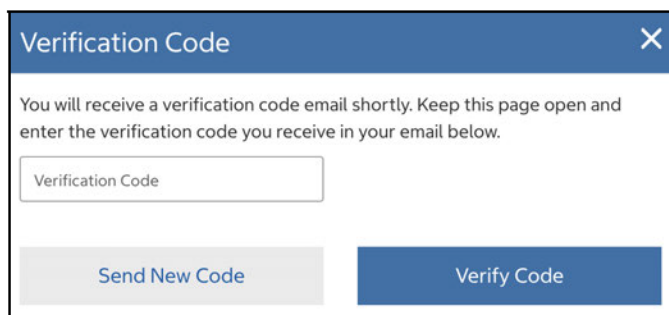 Verification Code
You will receive a verification code email shortly. Keep this page open and
enter the verification code you receive in your email below.
Verification Code
Send New Code
Verify Code